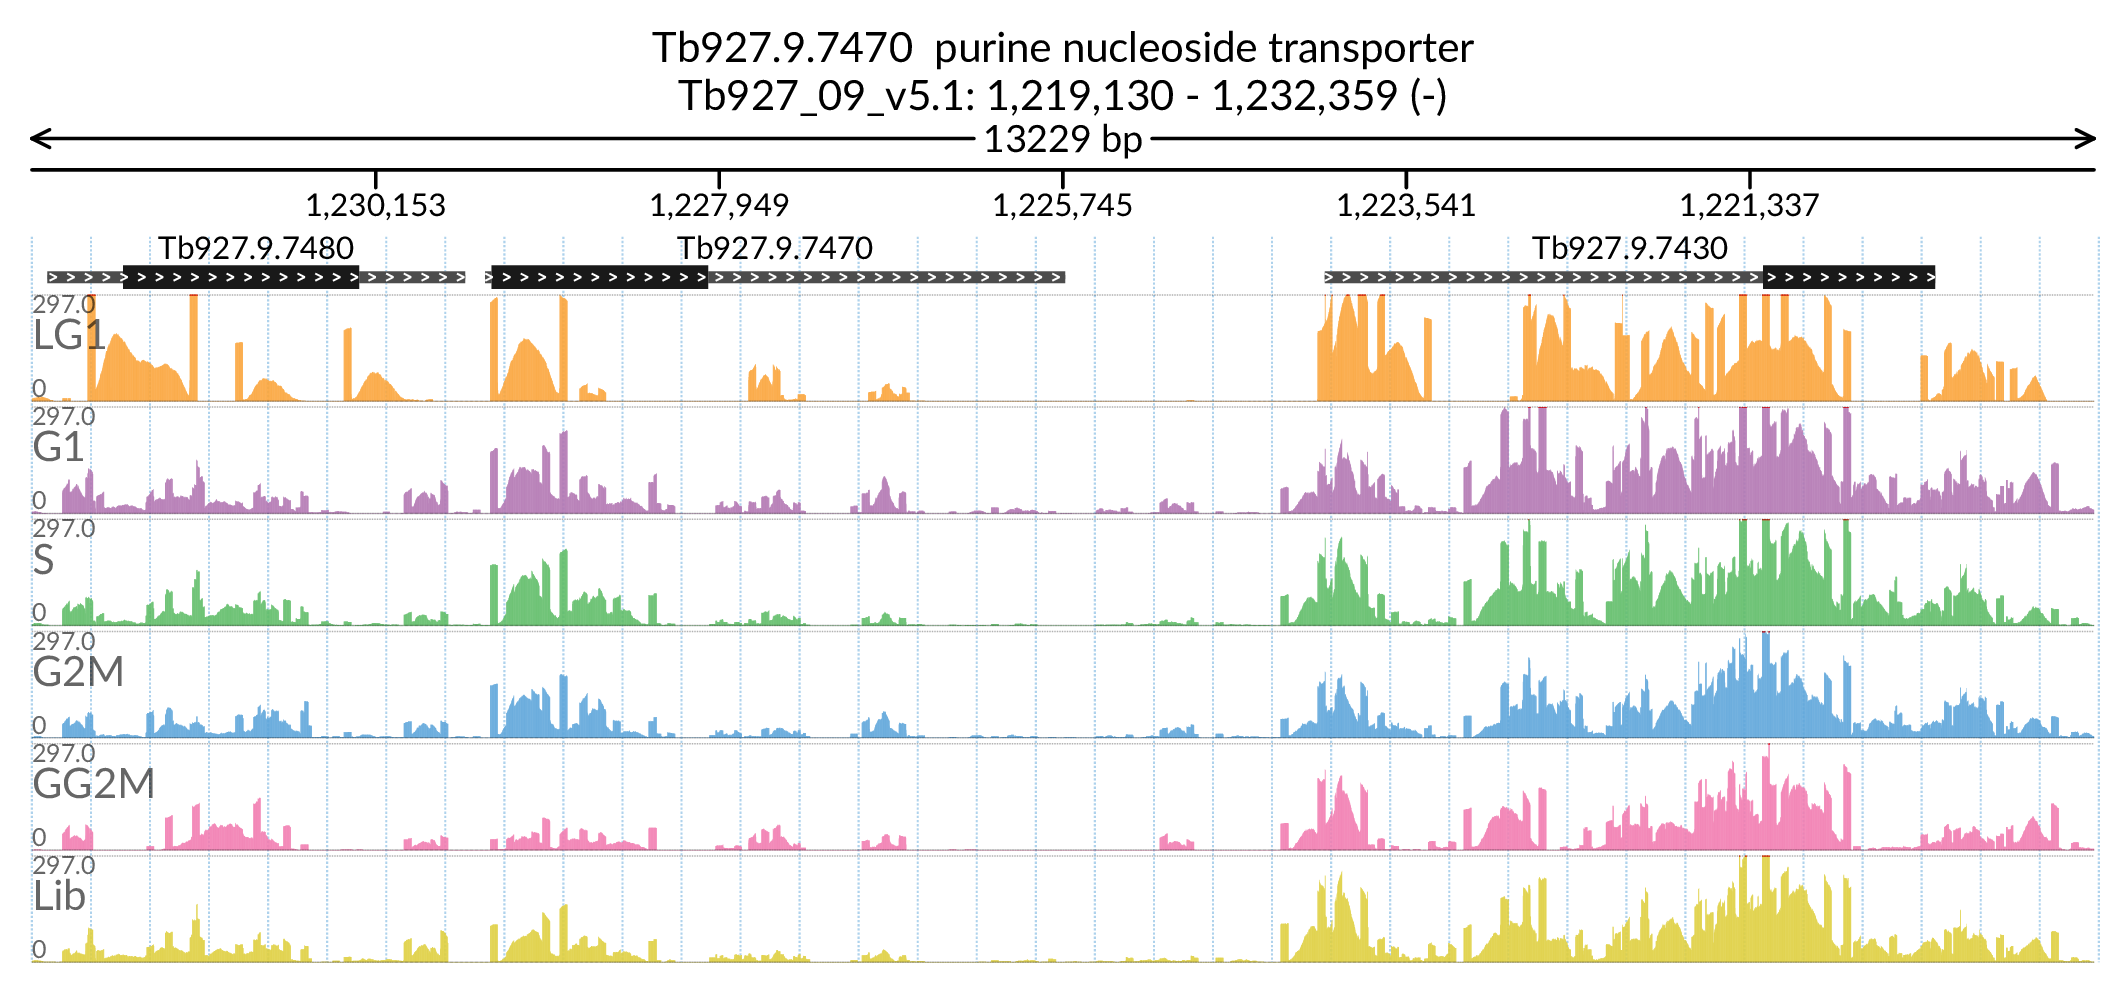 Tb927.9.7470 purine nucleoside transporter
Tb927_09_v5.1: 1,219,130 - 1,232,359 (-)
13229 bp
1,230,153 1,227,949 1,225,745 1,223,541 1,221,337
Tb927.9.7480 Tb927.9.7470 Tb927.9.7430
297.0
LG1
0
297.0
G1
0
297.0
S
0
297.0
G2M
0
297.0
GG2M
0
297.0
Lib
0